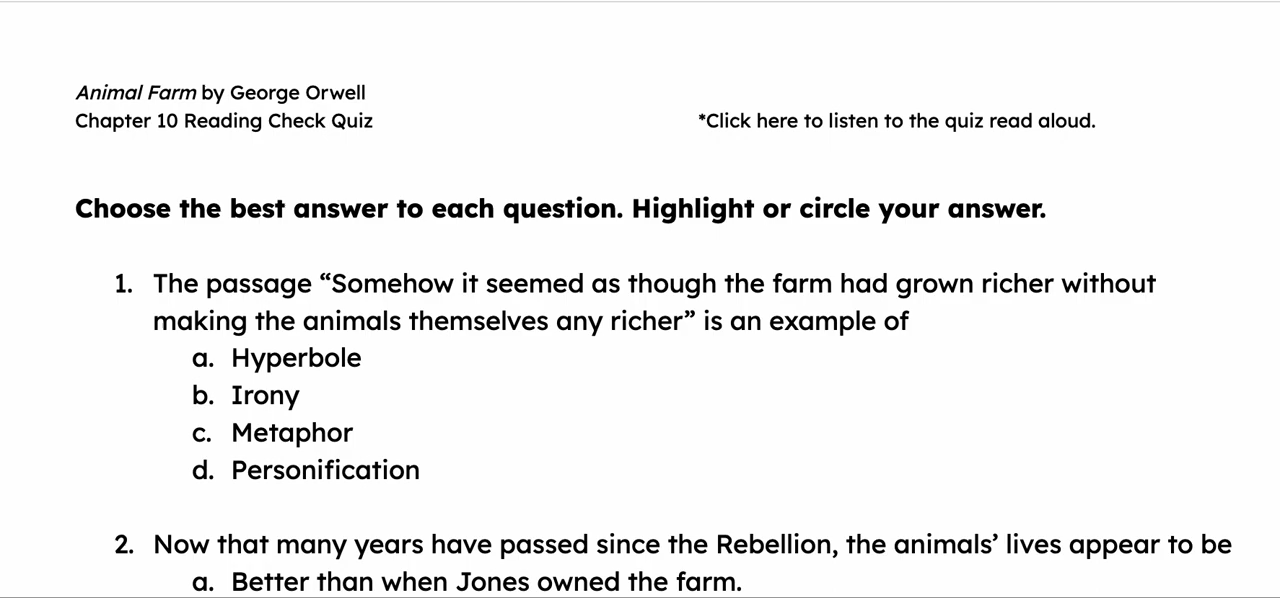 Animal Farm by George Orwell
Chapter 10 Reading Check Quiz
*Click here to listen to the quiz read aloud.
Choose the best answer to each question. Highlight or circle your answer.
1. The passage “Somehow it seemed as though the farm had grown richer without
making the animals themselves any richer” is an example of
a. Hyperbole
b. Irony
c. Metaphor
d. Personification
2. Now that many years have passed since the Rebellion, the animals’ lives appear to be
a. Better than when Jones owned the farm.